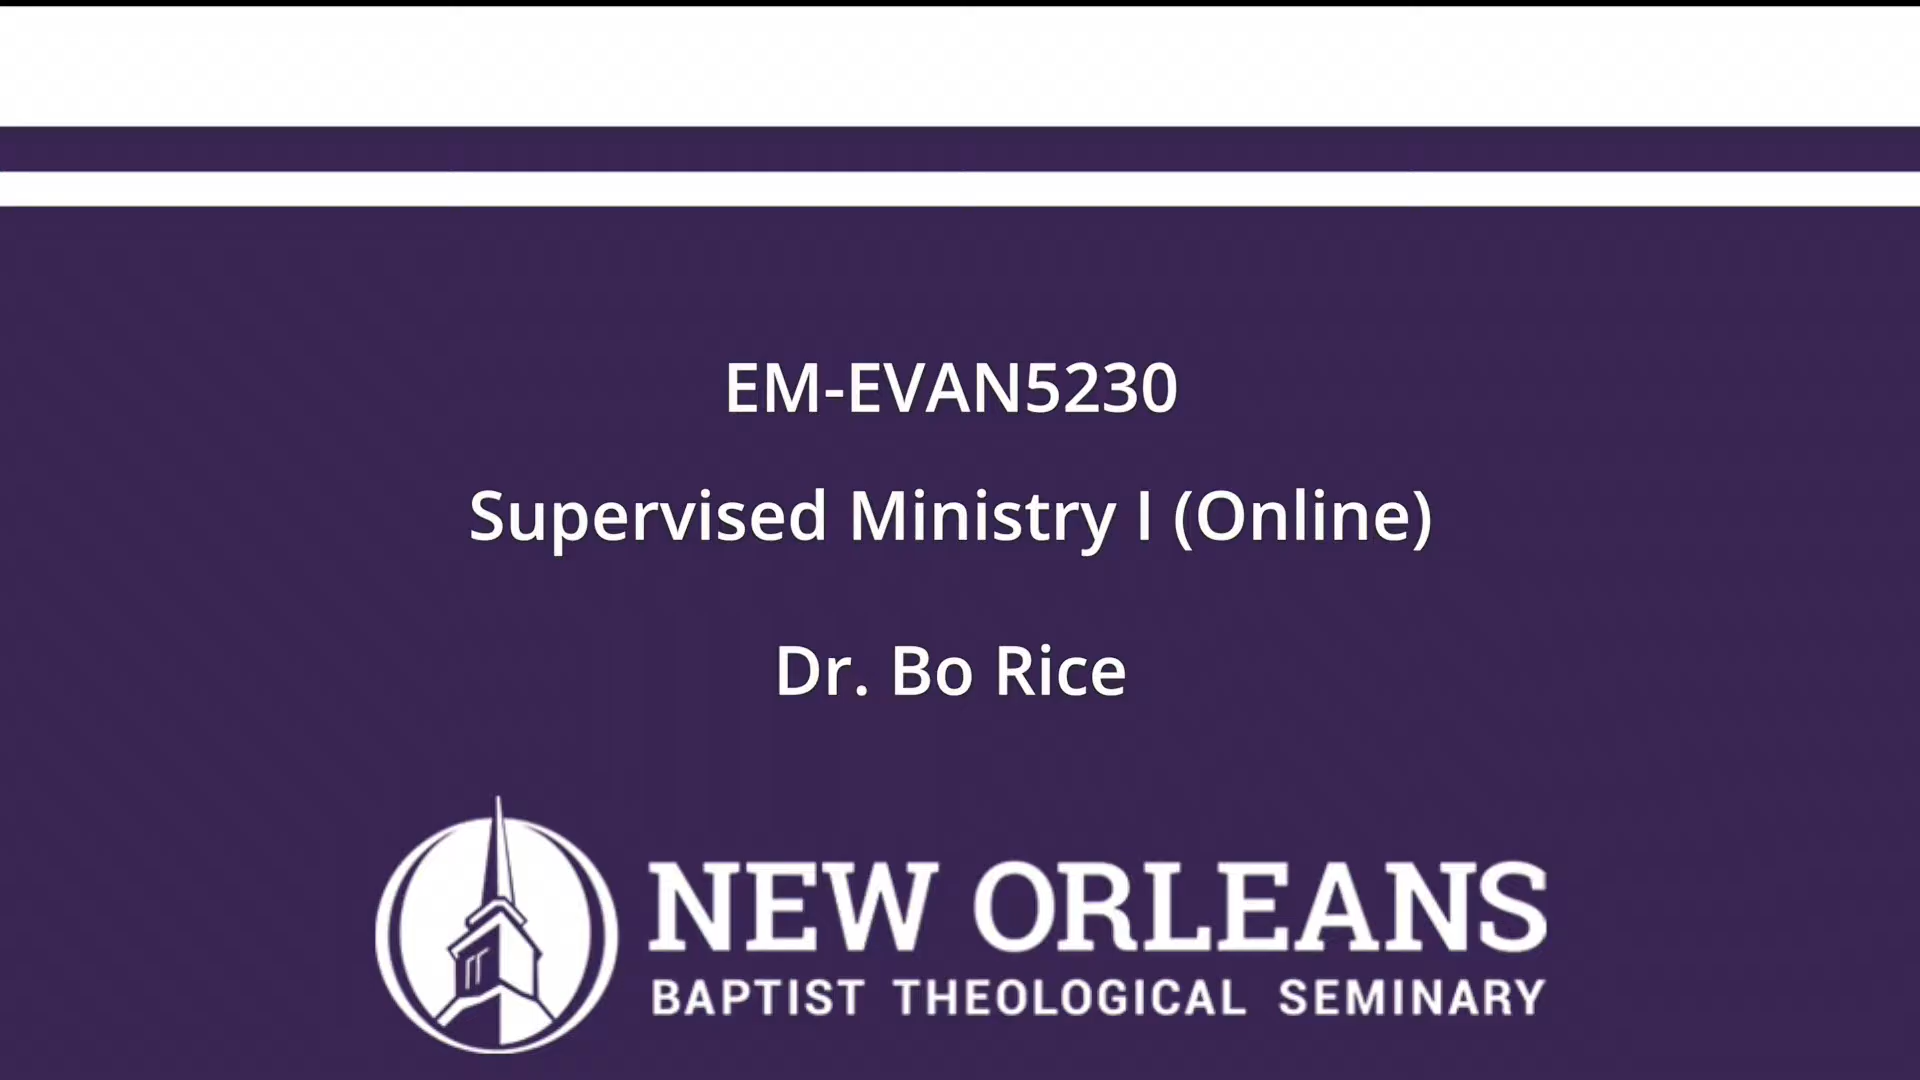 EM-EVAN5230
Supervised Ministry I (Online)
Dr. Bo Rice
NEW ORLEANS
BAPTIST THEOLOGICAL SEMINARY